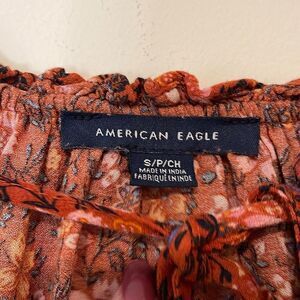 AMERICAN EAGLE
S/P/CH
MADE IN INDIA
FABRIQUÉ EN INDE